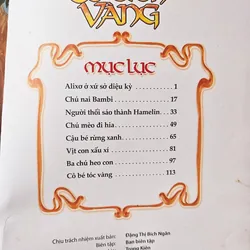 VÀNG
MỤC LỤC
Alixơ ở xứ sở diệu kỳ 1
Chú nai Bambi 17
Người thổi sáo thành Hamelin 33
Chú mèo đi hia 49
Cậu bé rừng xanh 65
Vịt con xấu xí 81
Ba chú heo con 97
Cô bé tóc vàng 113
Chịu trách nhiệm xuất bản: Đặng Thị Bích Ngân
Biên tập: Ban biên tập
Trọng Kiên